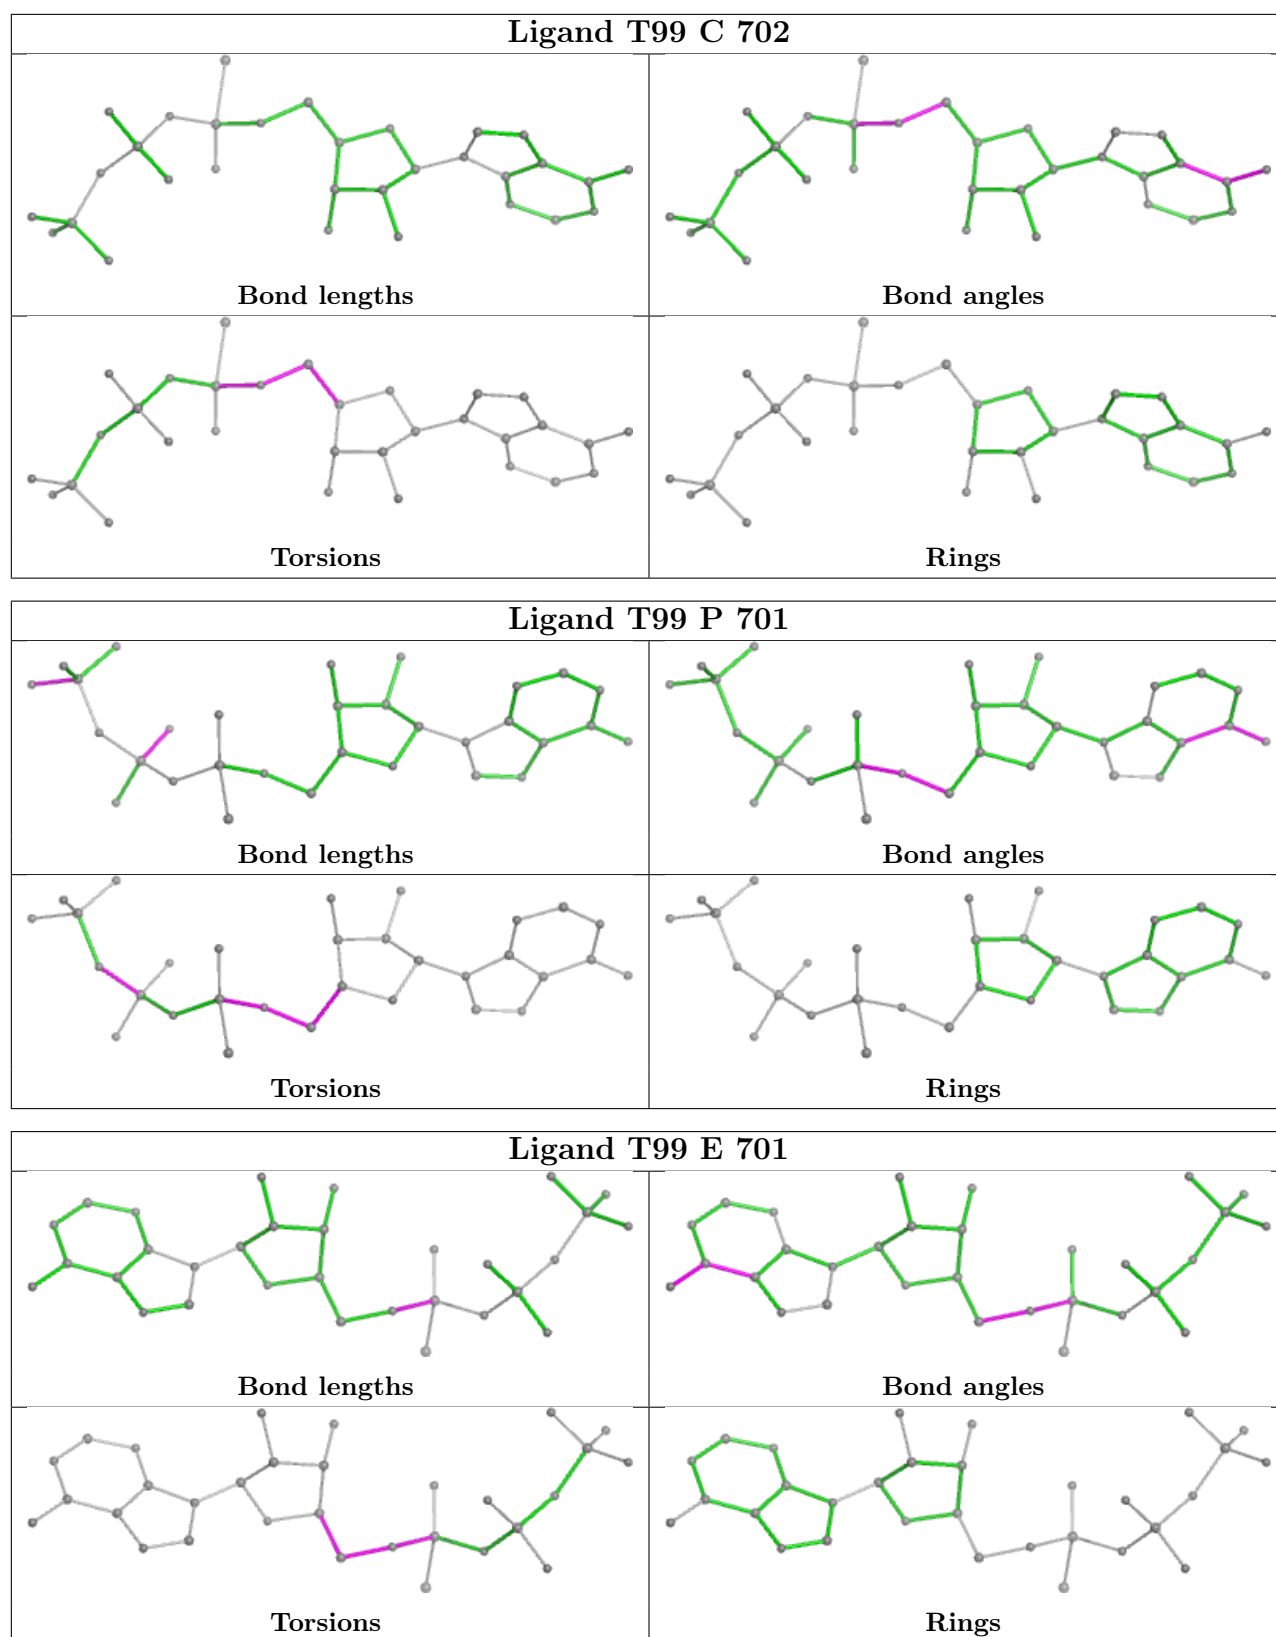 Ligand T99 C 702
Bond lengths
Bond angles
Torsions
Rings
Ligand T99 P 701
Bond lengths
Bond angles
Torsions
Rings
Ligand T99 E 701
Bond lengths
Bond angles
Torsions
Rings